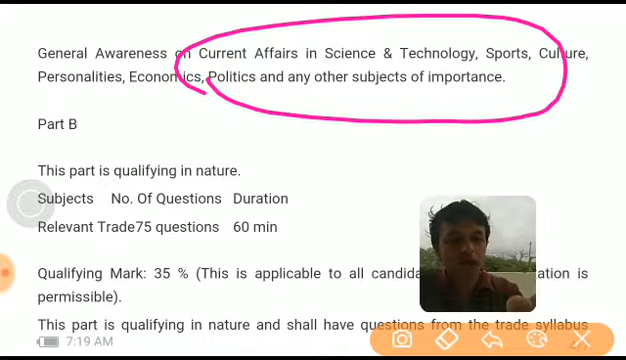 General Awareness on Current Affairs in Science & Technology, Sports, Culture,
Personalities, Economics, Politics and any other subjects of importance.
Part B
This part is qualifying in nature.
Subjects No. Of Questions Duration
Relevant Trade75 questions 60 min
Qualifying Mark: 35 % (This is applicable to all candida ation is
permissible).
This part is qualifying in nature and shall have questions from the trade syllabus
7:19 AM